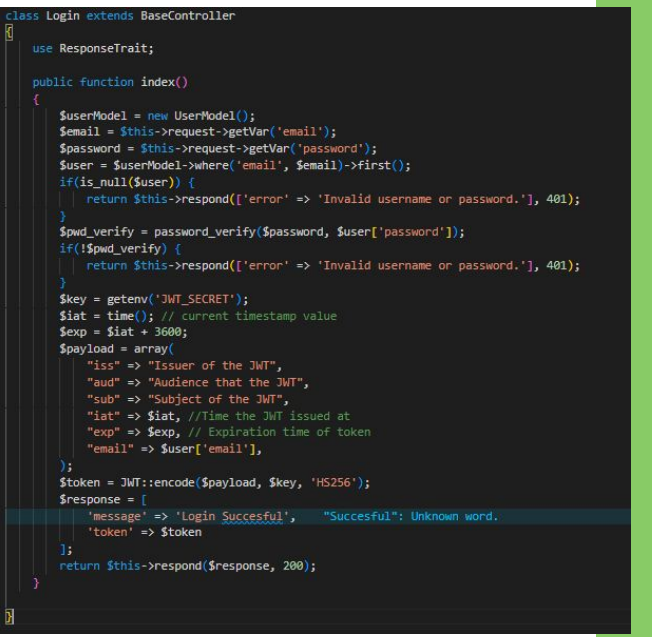 class Login extends BaseController
{
    use ResponseTrait;
    public function index()
    {
        $userModel = new UserModel();
        $email = $this->request->getVar('email');
        $password = $this->request->getVar('password');
        $user = $userModel->where('email', $email)->first();
        if(is_null($user)) {
            return $this->respond(['error' => 'Invalid username or password.'], 401);
        }
        $pwd_verify = password_verify($password, $user['password']);
        if(!$pwd_verify) {
            return $this->respond(['error' => 'Invalid username or password.'], 401);
        }
        $key = getenv('JWT_SECRET');
        $iat = time(); // current timestamp value
        $exp = $iat + 3600;
        $payload = array(
            "iss" => "Issuer of the JWT",
            "aud" => "Audience that the JWT",
            "sub" => "Subject of the JWT",
            "iat" => $iat, //Time the JWT issued at
            "exp" => $exp, // Expiration time of token
            "email" => $user['email'],
        );
        $token = JWT::encode($payload, $key, 'HS256');
        $response = [
            'message' => 'Login Succesful',    "Succesful": Unknown word.
            'token' => $token
        ];
        return $this->respond($response, 200);
    }
}